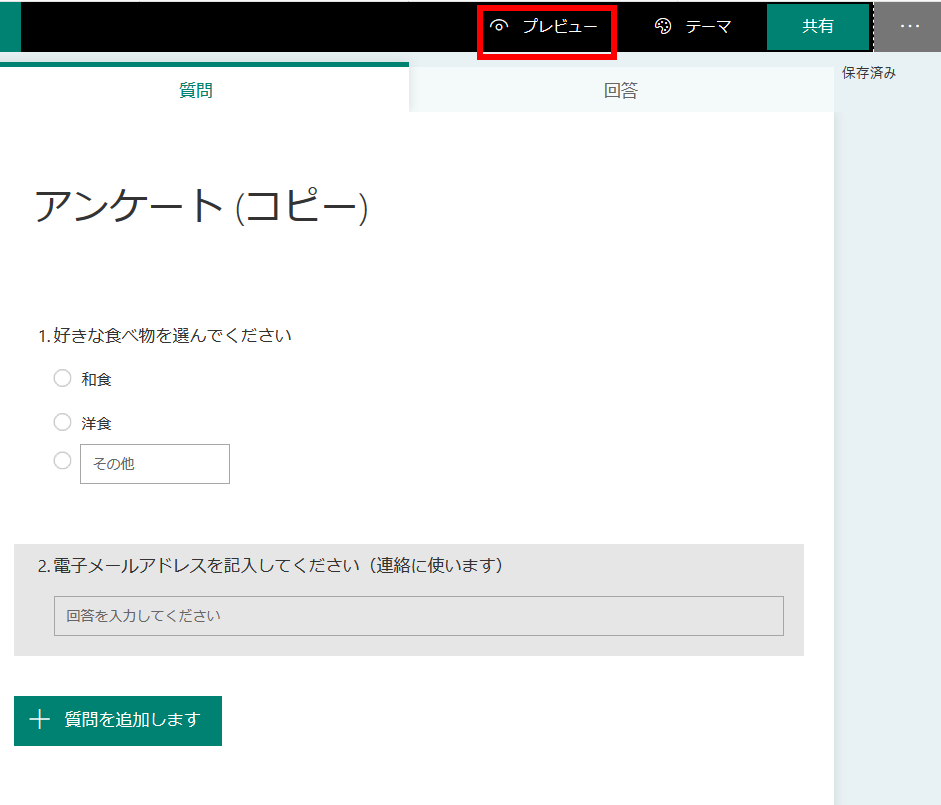 プレビュー テーマ 共有 ...
保存済み
質問 回答
アンケート (コピー)
1. 好きな食べ物を選んでください
和食
洋食
その他
2. 電子メールアドレスを記入してください（連絡に使います）
回答を入力してください
質問を追加します